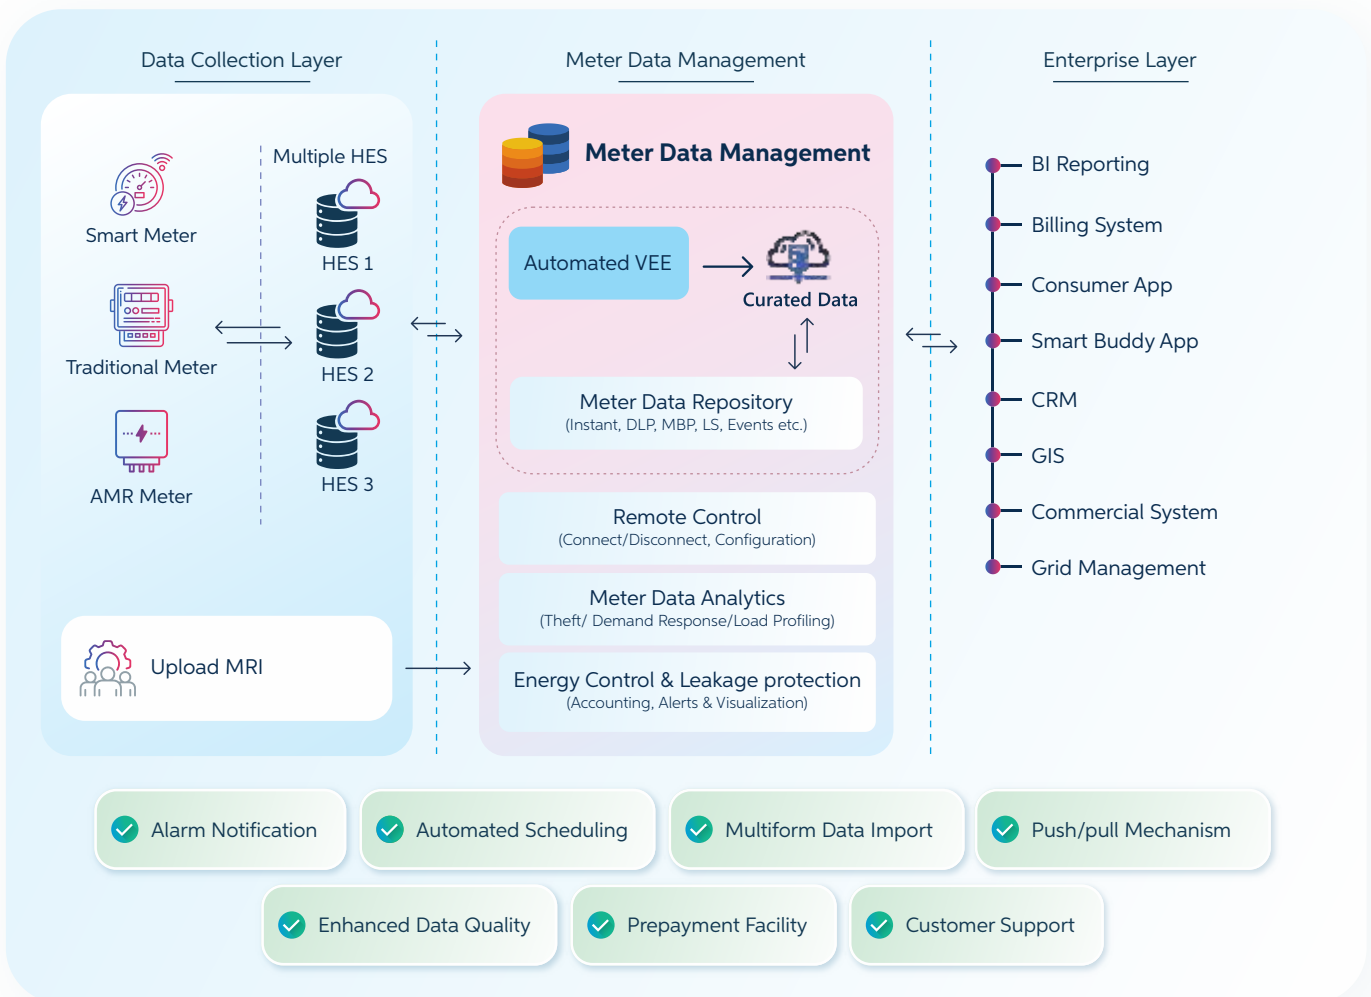 Data Collection Layer
Meter Data Management
Enterprise Layer
Multiple HES
Smart Meter
HES 1
Traditional Meter
HES 2
AMR Meter
HES 3
Upload MRI
Meter Data Management
Automated VEE
Curated Data
Meter Data Repository
(Instant, DLP, MBP, LS, Events etc.)
Remote Control
(Connect/Disconnect, Configuration)
Meter Data Analytics
(Theft/ Demand Response/Load Profiling)
Energy Control & Leakage protection
(Accounting, Alerts & Visualization)
BI Reporting
Billing System
Consumer App
Smart Buddy App
CRM
GIS
Commercial System
Grid Management
Alarm Notification
Automated Scheduling
Multiform Data Import
Push/pull Mechanism
Enhanced Data Quality
Prepayment Facility
Customer Support